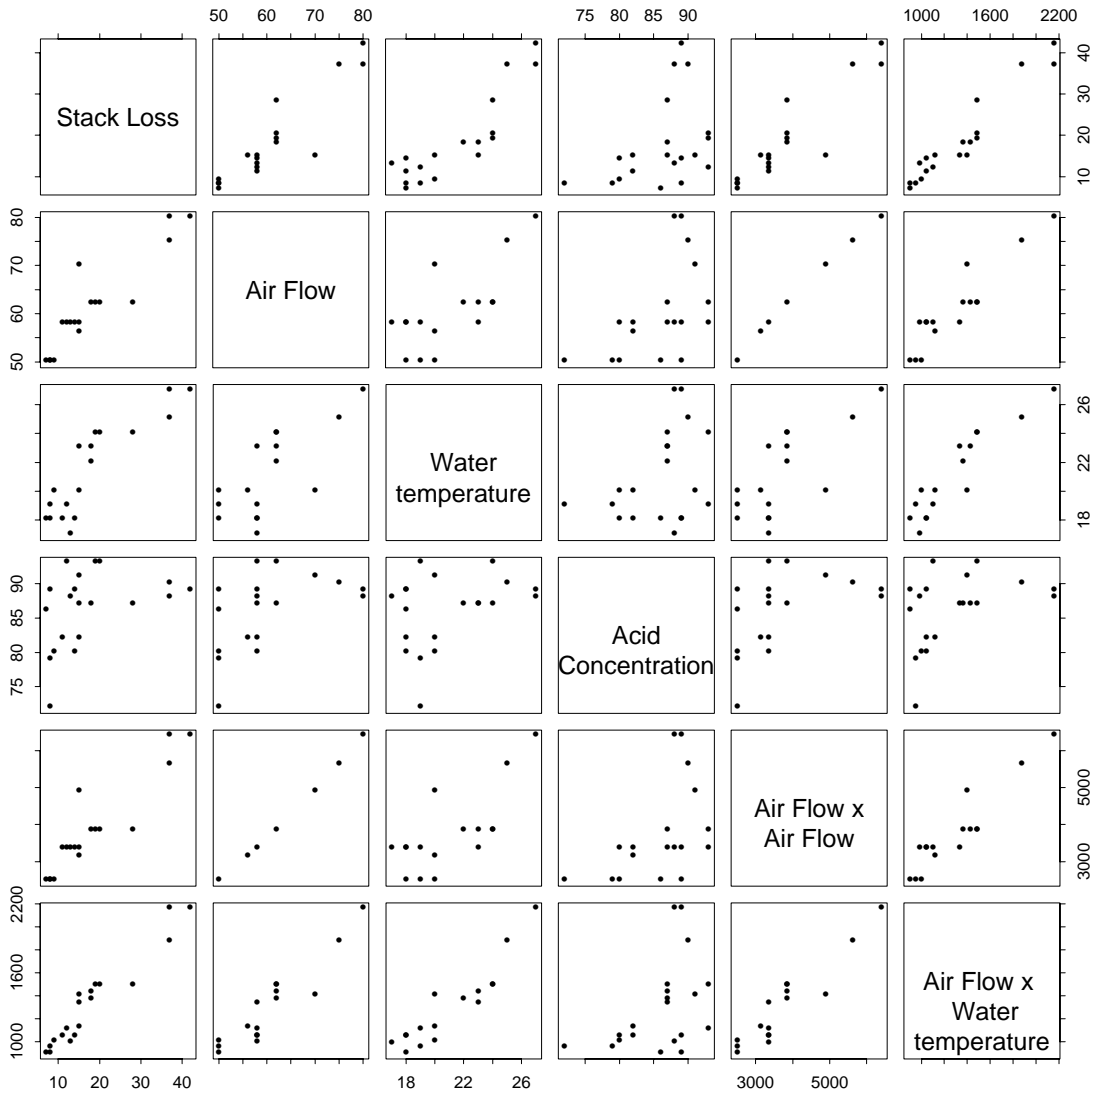 50 60 70 80
75 80 85 90
1000 1600 2200
Stack Loss
10 20 30 40
50 60 70 80
Air Flow
Water
temperature
18 22 26
75 80 85 90
Acid
Concentration
Air Flow x
Air Flow
3000 5000
1000 1600 2200
Air Flow x
Water
temperature
10 20 30 40
18 22 26
3000 5000